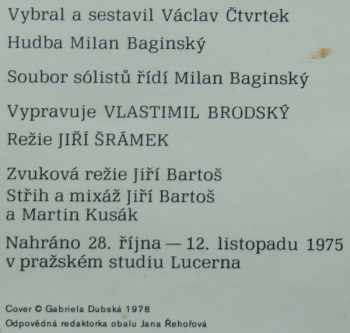 Vybral a sestavil Václav Čtvrtek
Hudba Milan Baginský
Soubor sólistů řídí Milan Baginský
Vypravuje VLASTIMIL BRODSKÝ
Režie JIŘÍ ŠRÁMEK
Zvuková režie Jiří Bartoš
Střih a mixáž Jiří Bartoš
a Martin Kusák
Nahráno 28. října — 12. listopadu 1975
v pražském studiu Lucerna
Cover © Gabriela Dubská 1978
Odpovědná redaktorka obalu Jana Řehořová